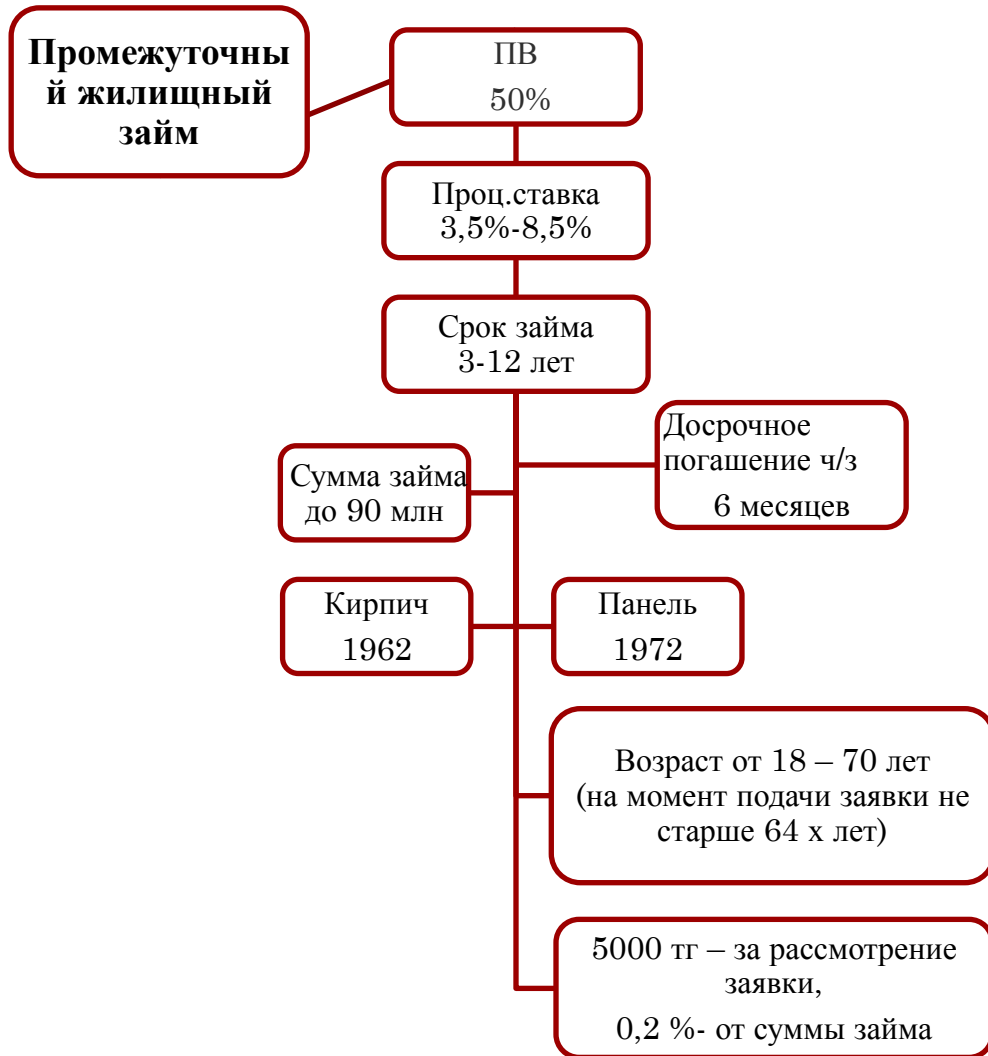 Промежуточны
й жилищный
займ
ПВ
50%
Проц.ставка
3,5%-8,5%
Срок займа
3-12 лет
Досрочное
погашение ч/з
6 месяцев
Сумма займа
до 90 млн
Кирпич
1962
Панель
1972
Возраст от 18 – 70 лет
(на момент подачи заявки не
старше 64 х лет)
5000 тг – за рассмотрение
заявки,
0,2 %- от суммы займа